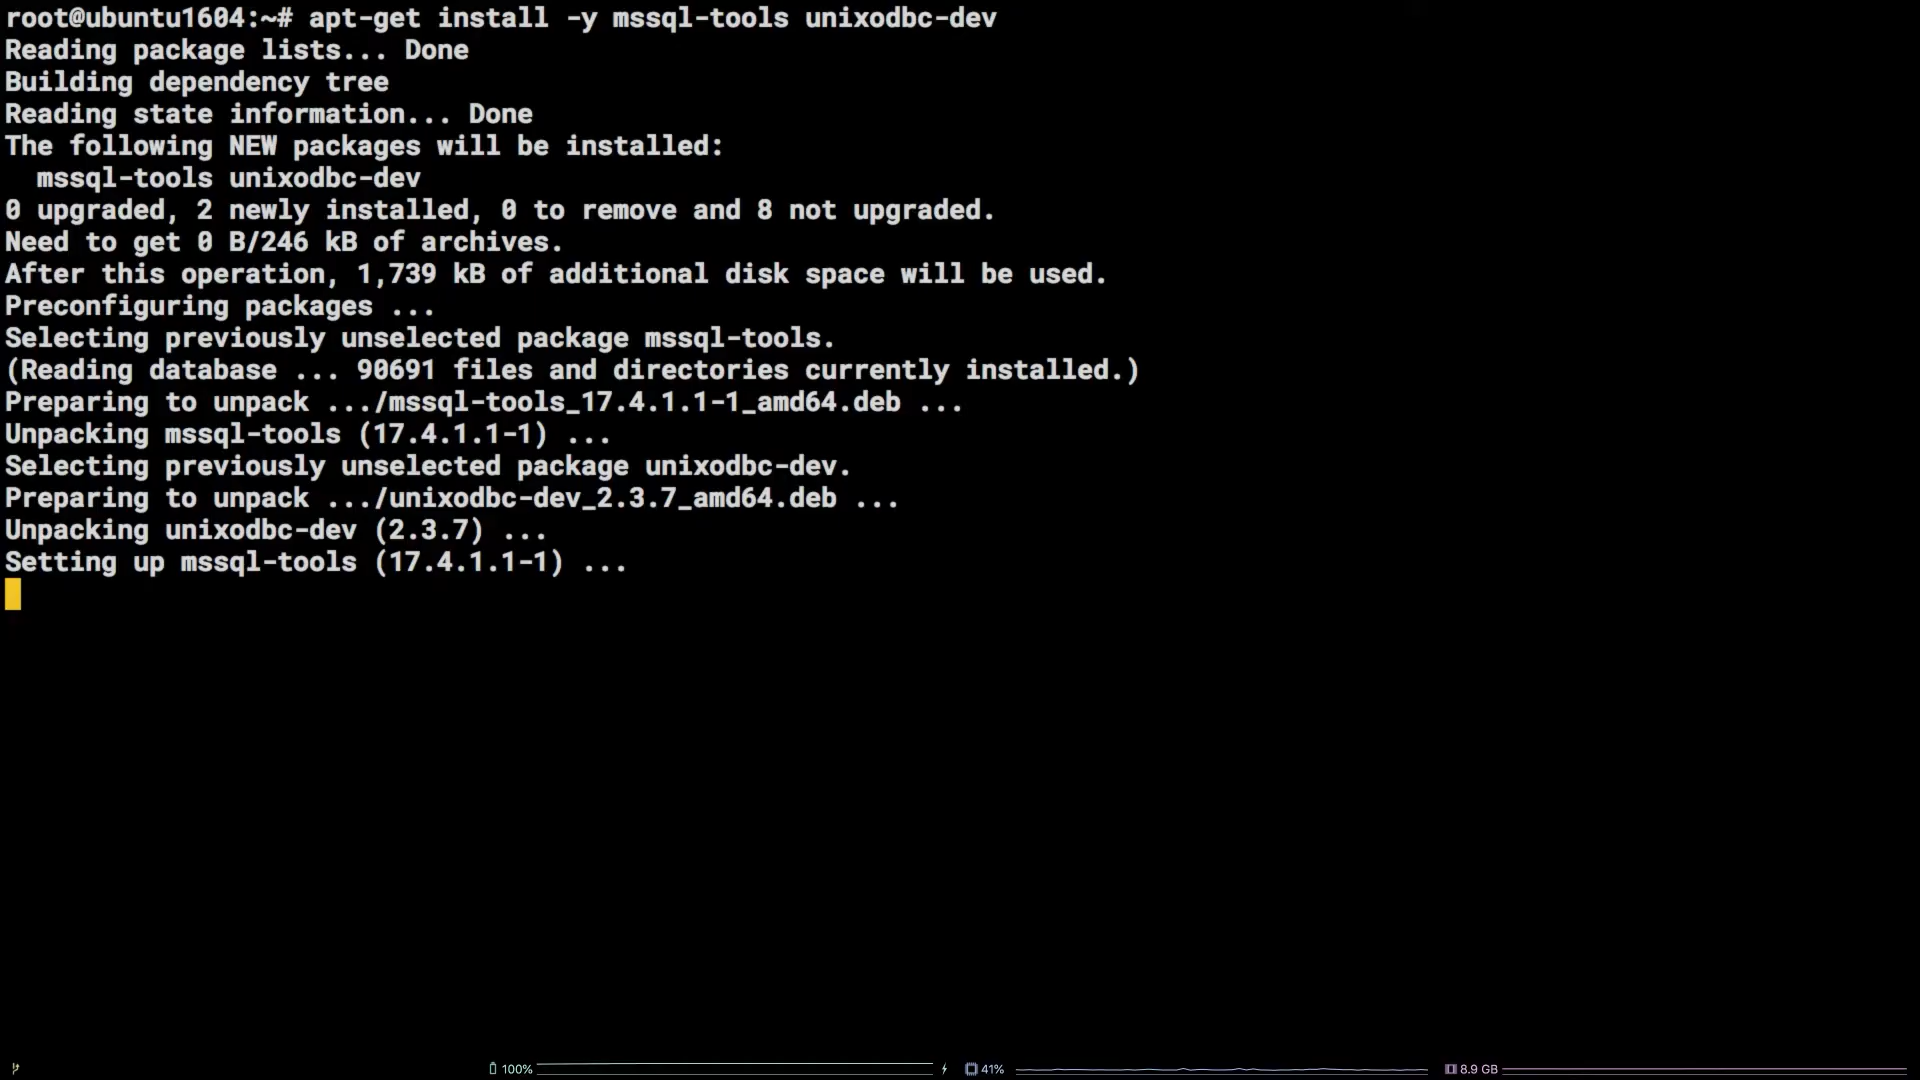 root@ubuntu1604:~# apt-get install -y mssql-tools unixodbc-dev
Reading package lists... Done
Building dependency tree
Reading state information... Done
The following NEW packages will be installed:
  mssql-tools unixodbc-dev
0 upgraded, 2 newly installed, 0 to remove and 8 not upgraded.
Need to get 0 B/246 kB of archives.
After this operation, 1,739 kB of additional disk space will be used.
Preconfiguring packages ...
Selecting previously unselected package mssql-tools.
(Reading database ... 90691 files and directories currently installed.)
Preparing to unpack .../mssql-tools_17.4.1.1-1_amd64.deb ...
Unpacking mssql-tools (17.4.1.1-1) ...
Selecting previously unselected package unixodbc-dev.
Preparing to unpack .../unixodbc-dev_2.3.7_amd64.deb ...
Unpacking unixodbc-dev (2.3.7) ...
Setting up mssql-tools (17.4.1.1-1) ...
100% 41% 8.9 GB